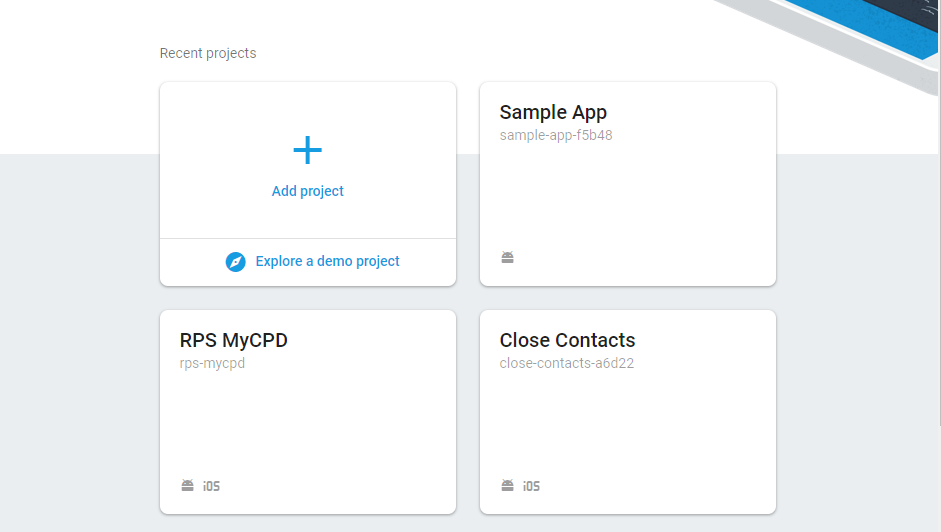 Recent projects
Add project
Explore a demo project
Sample App
sample-app-f5b48
RPS MyCPD
rps-mycpd
iOS
Close Contacts
close-contacts-a6d22
iOS